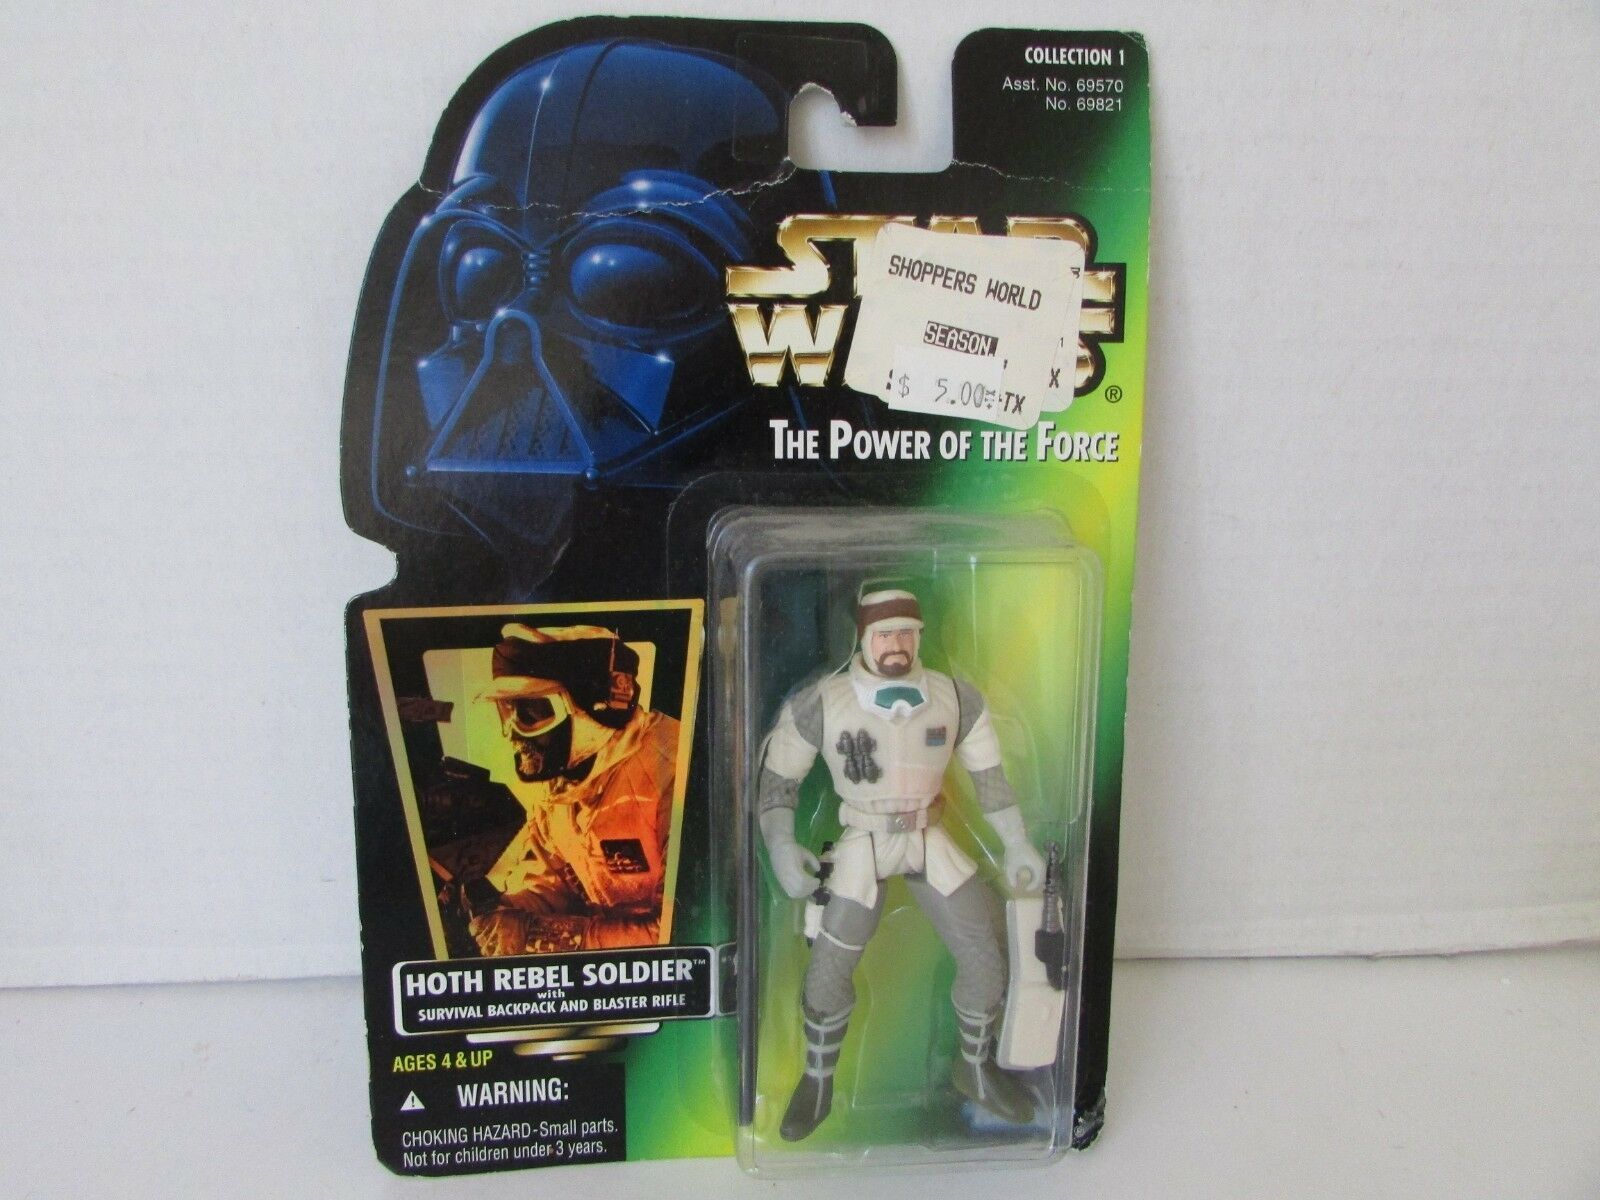 COLLECTION 1
Asst. No. 69570
No. 69821
STAR
WARS ®
SHOPPERS WORLD
SEASON.
$ 5.00
TX
X
THE POWER OF THE FORCE
HOTH REBEL SOLDIER™
with
SURVIVAL BACKPACK AND BLASTER RIFLE
AGES 4 & UP
WARNING:
CHOKING HAZARD-Small parts.
Not for children under 3 years.